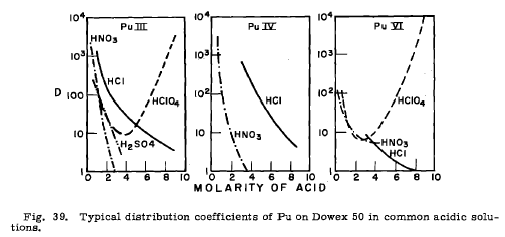 Pu III
Pu IV
Pu VI
D
10⁴
10³
10²
100
10
1
HNO₃
HCl
HClO₄
H₂SO₄
0 2 4 6 8 10
10⁴
10³
10²
10
1
HCl
HNO₃
0 2 4 6 8 10
10⁴
10³
10²
10
1
HClO₄
HNO₃
HCl
0 2 4 6 8 10
MOLARITY OF ACID
Fig. 39. Typical distribution coefficients of Pu on Dowex 50 in common acidic solu-
tions.